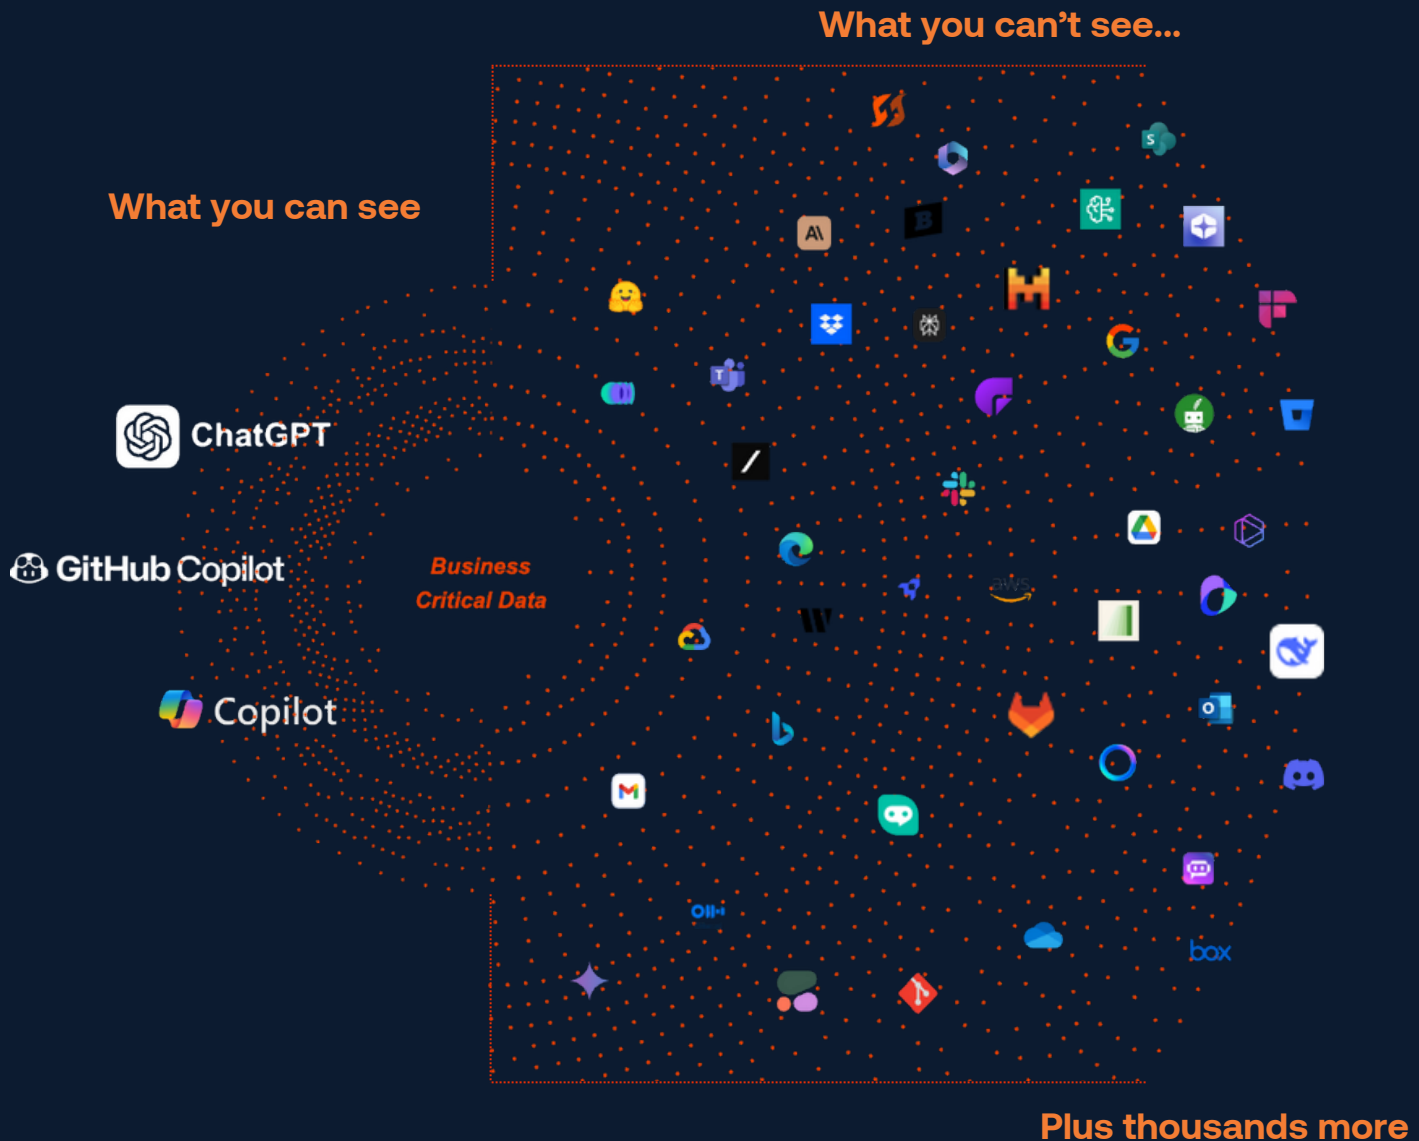 What you can't see...
What you can see
ChatGPT
GitHub Copilot
Copilot
Business
Critical Data
S
A\
B
T
aws
W
O
box
Plus thousands more